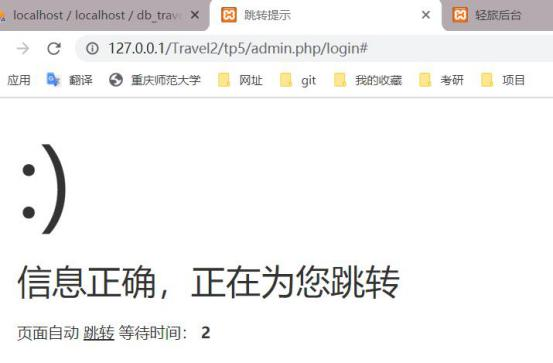 localhost / localhost / db_trave
跳转提示
轻旅后台
127.0.0.1/Travel2/tp5/admin.php/login#
应用 翻译 重庆师范大学 网址 git 我的收藏 考研 项目
:)
信息正确，正在为您跳转
页面自动 跳转 等待时间： 2